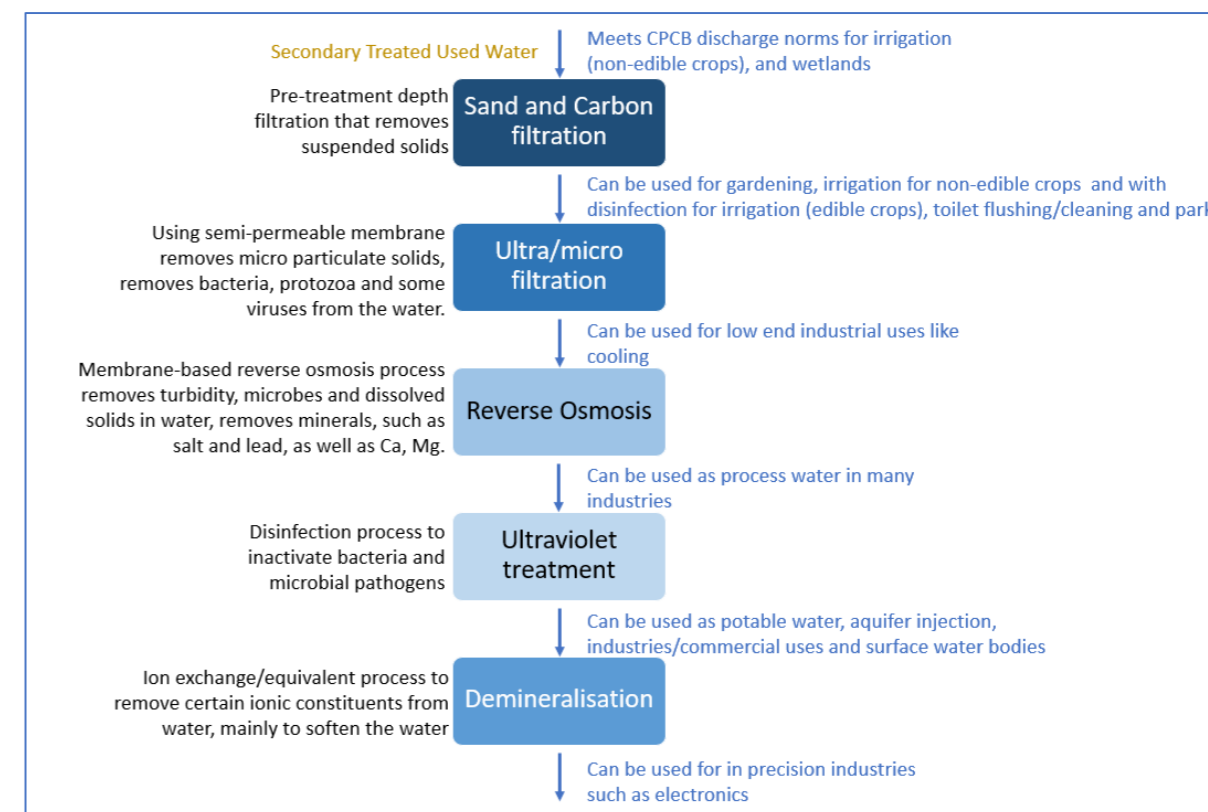 Secondary Treated Used Water
Meets CPCB discharge norms for irrigation
(non-edible crops), and wetlands
Pre-treatment depth
filtration that removes
suspended solids
Sand and Carbon
filtration
Can be used for gardening, irrigation for non-edible crops and with
disinfection for irrigation (edible crops), toilet flushing/cleaning and
Using semi-permeable membrane
removes micro particulate solids,
removes bacteria, protozoa and some
viruses from the water.
Ultra/micro
filtration
Can be used for low end industrial uses like
cooling
Membrane-based reverse osmosis process
removes turbidity, microbes and dissolved
solids in water, removes minerals, such as
salt and lead, as well as Ca, Mg.
Reverse Osmosis
Can be used as process water in many
industries
Disinfection process to
inactivate bacteria and
microbial pathogens
Ultraviolet
treatment
Can be used as potable water, aquifer injection,
industries/commercial uses and surface water bodies
Ion exchange/equivalent process to
remove certain ionic constituents from
water, mainly to soften the water
Demineralisation
Can be used for in precision industries
such as electronics